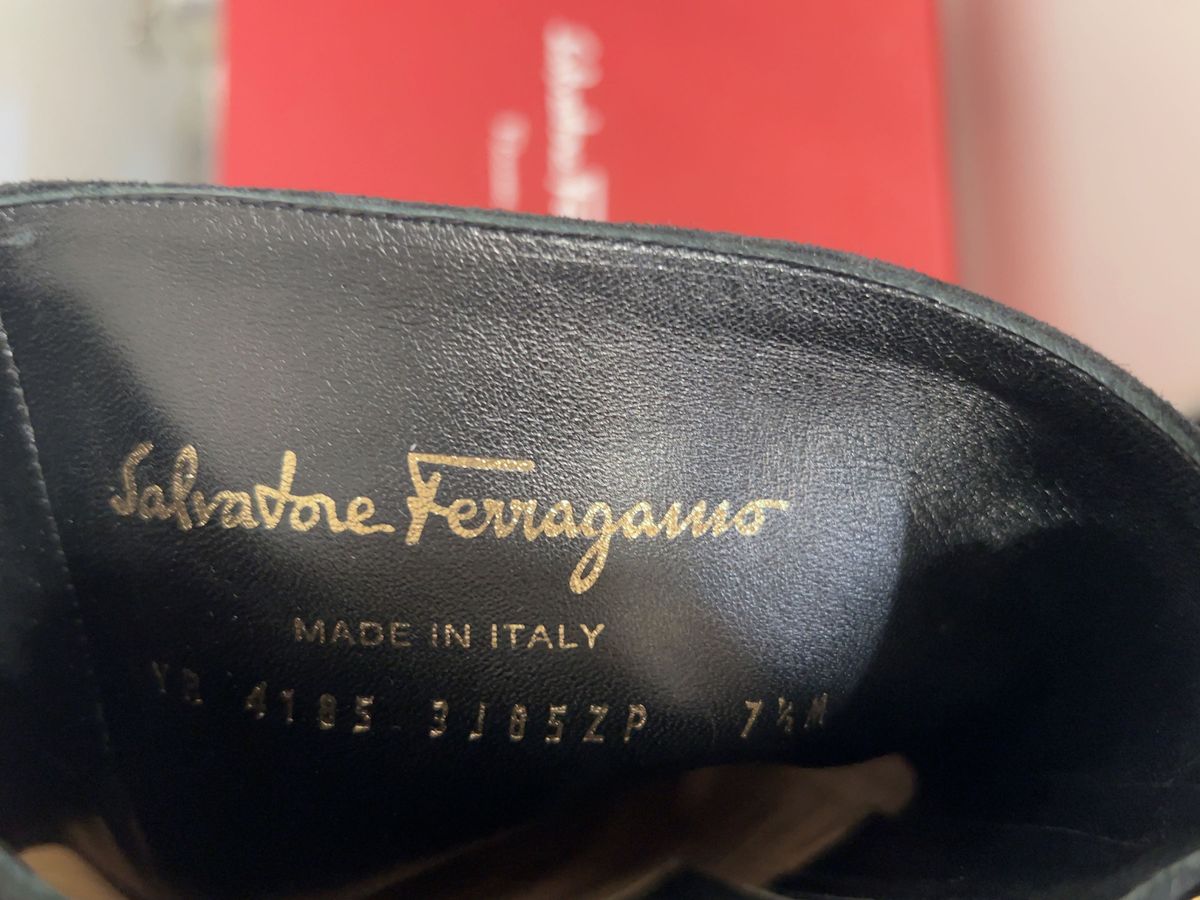 Salvatore Ferragamo
MADE IN ITALY
4185 3J85ZP 7½M